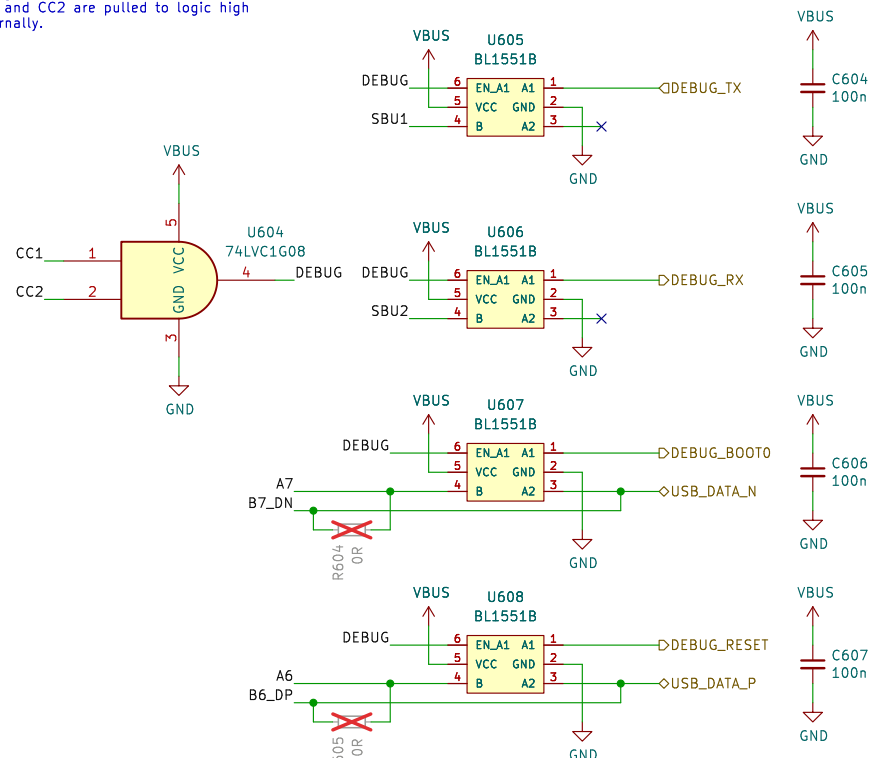 and CC2 are pulled to logic high
rnally.
VBUS
5
VCC
CC1
1
CC2
2
GND
3
GND
U604
74LVC1G08
4
DEBUG
VBUS
U605
BL1551B
DEBUG
6 EN_A1 A1 1
DEBUG_TX
5 VCC GND 2
SBU1
4 B A2 3
GND
VBUS
C604
100n
GND
VBUS
U606
BL1551B
DEBUG
6 EN_A1 A1 1
DEBUG_RX
5 VCC GND 2
SBU2
4 B A2 3
GND
VBUS
C605
100n
GND
VBUS
U607
BL1551B
DEBUG
6 EN_A1 A1 1
DEBUG_BOOT0
5 VCC GND 2
A7
4 B A2 3
USB_DATA_N
B7_DN
R604
0R
GND
VBUS
C606
100n
GND
VBUS
U608
BL1551B
DEBUG
6 EN_A1 A1 1
DEBUG_RESET
5 VCC GND 2
A6
4 B A2 3
USB_DATA_P
B6_DP
605
0R
GND
VBUS
C607
100n
GND